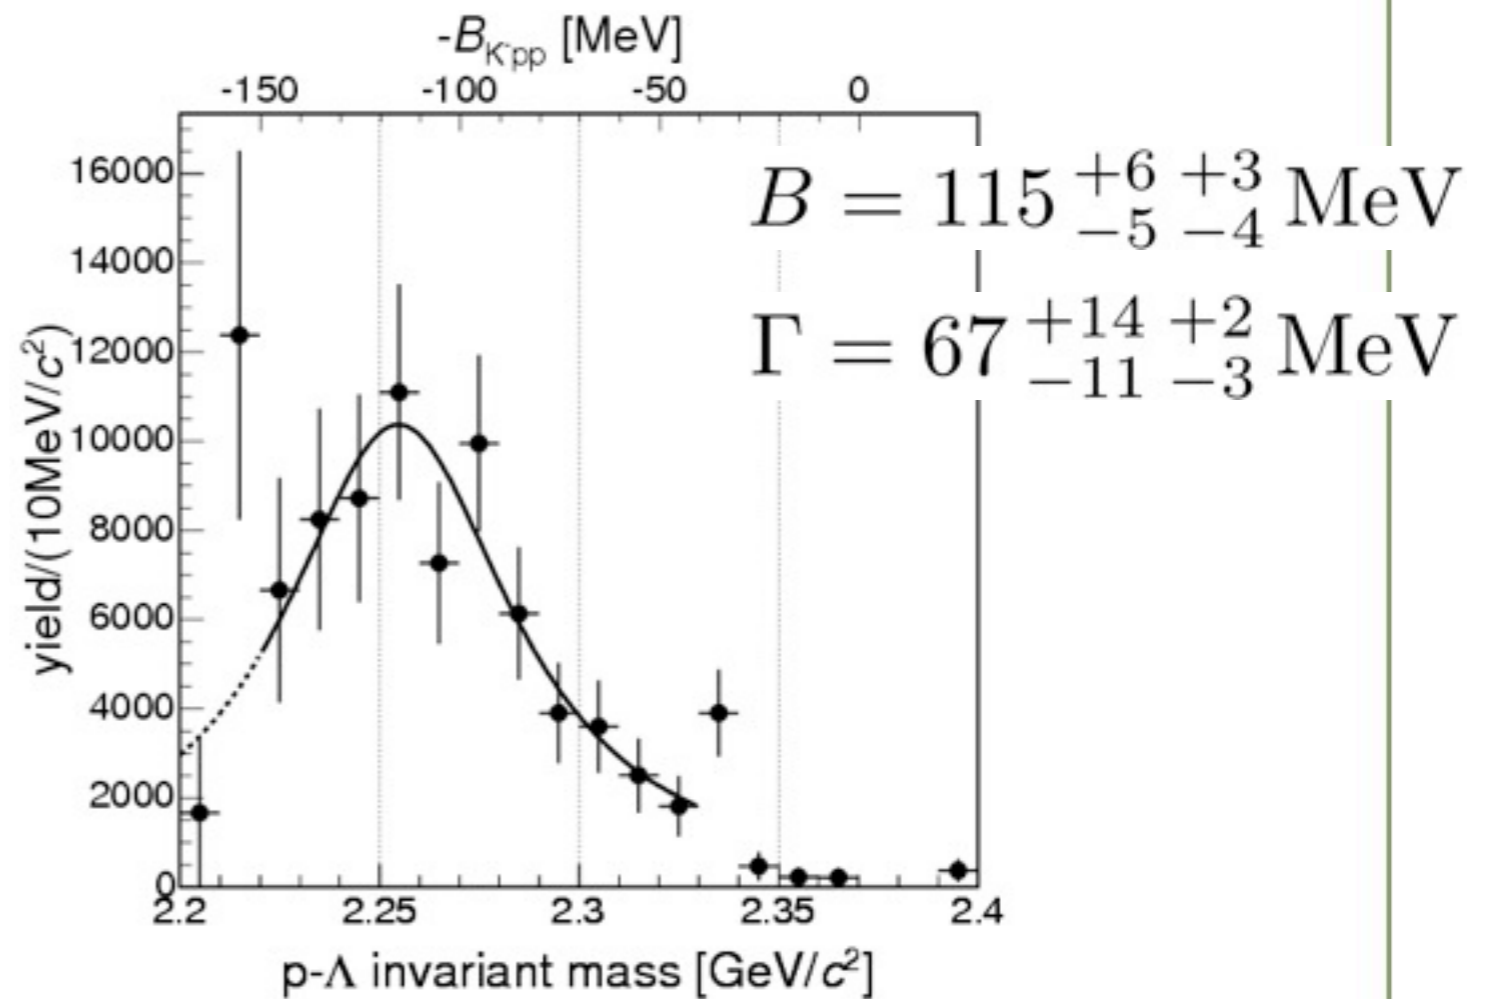 -B_{K⁻pp} [MeV]
-150 -100 -50 0
16000
14000
12000
10000
8000
6000
4000
2000
0
yield/(10MeV/c²)
B = 115 +6 +3 −5 −4 MeV
Γ = 67 +14 +2 −11 −3 MeV
2.2 2.25 2.3 2.35 2.4
p-Λ invariant mass [GeV/c²]